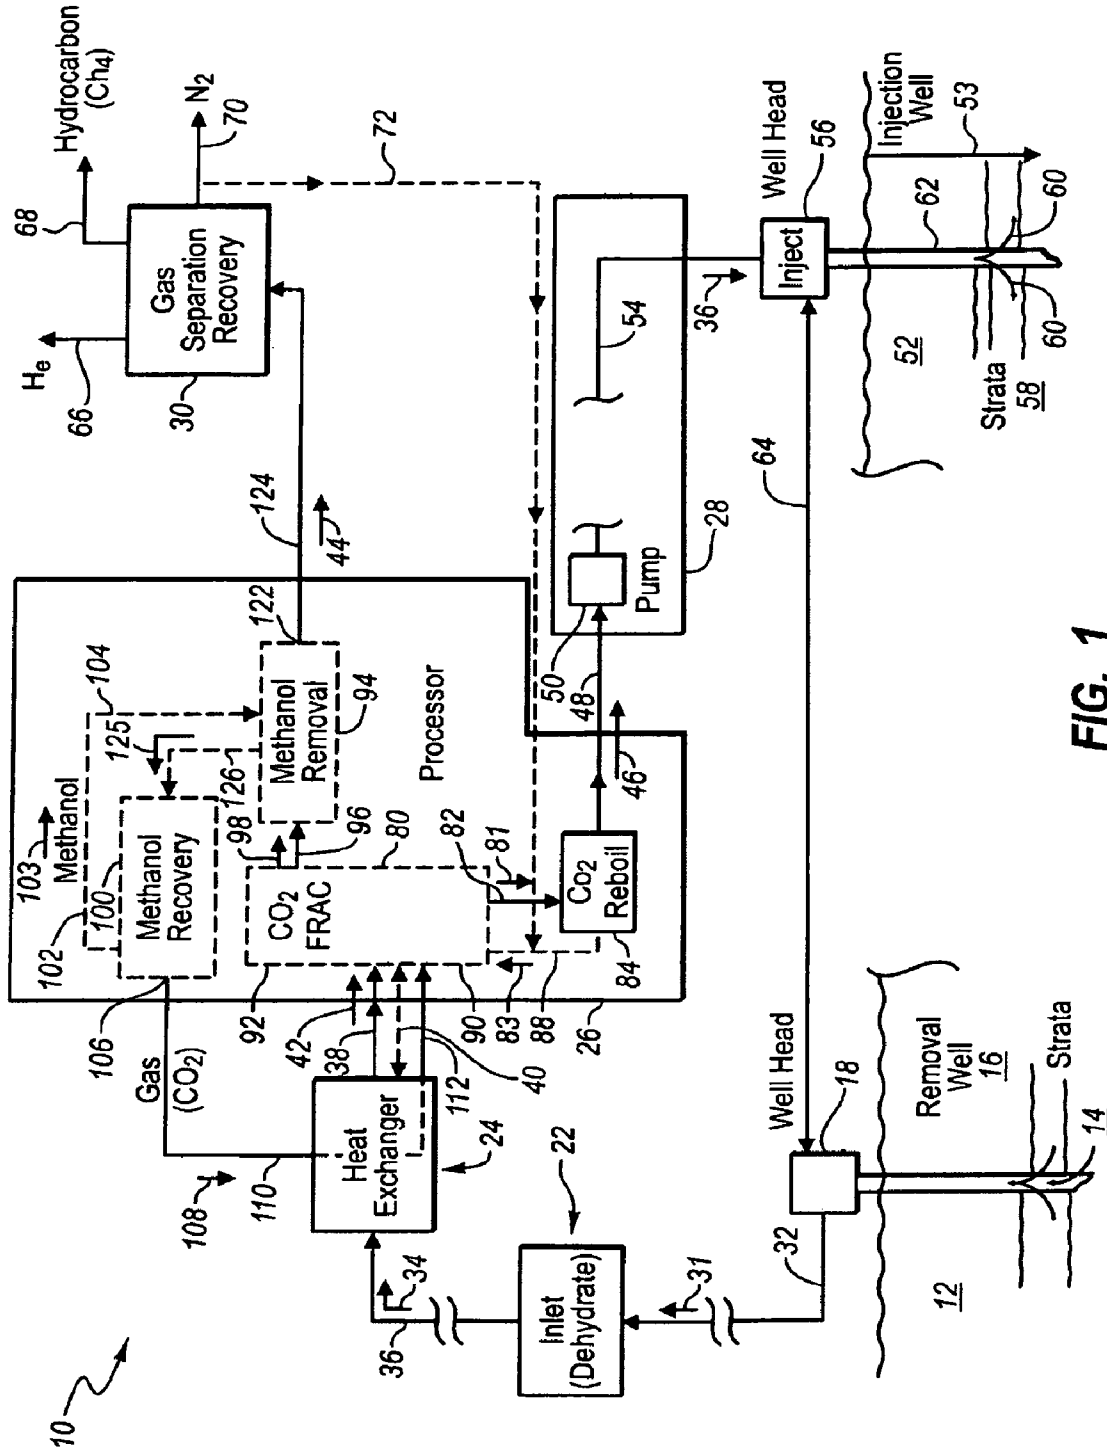 10
H_e
66
68
Hydrocarbon
(Ch4)
N2
70
72
Gas
Separation
Recovery
30
124
44
122
Methanol
103
102
100
104
125
126
Methanol
Recovery
Methanol
Removal
94
98
96
80
82
81
Processor
CO2
FRAC
92
90
83
88
Co2
Reboil
84
26
46
48
50
Pump
28
54
36
106
Gas
(CO2)
108
110
42
38
40
112
Heat
Exchanger
24
34
36
22
Inlet
(Dehydrate)
31
32
Well Head
18
Removal
Well
16
Strata
14
12
64
Well Head
56
Inject
Injection
Well
53
62
60
60
52
Strata
58
FIG. 1